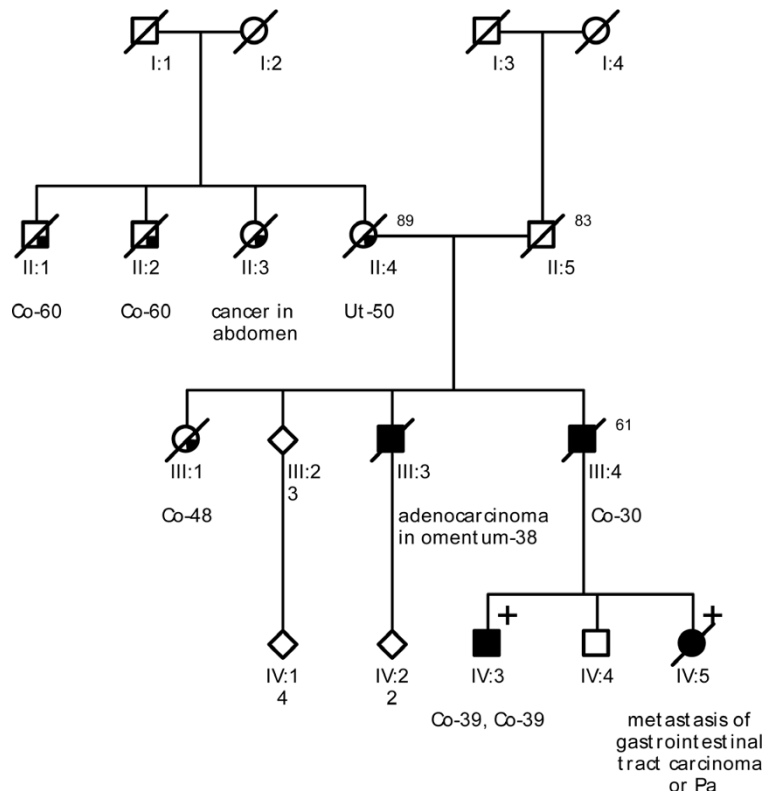 I:1 I:2 I:3 I:4
89 83
II:1 II:2 II:3 II:4 II:5
Co-60 Co-60 cancer in Ut-50
abdomen
61
III:1 III:2 III:3 III:4
3
Co-48 adenocarcinoma Co-30
in omentum-38
+ +
IV:1 IV:2 IV:3 IV:4 IV:5
4 2
Co-39, Co-39 metastasis of
gastrointestinal
tract carcinoma
or Pa